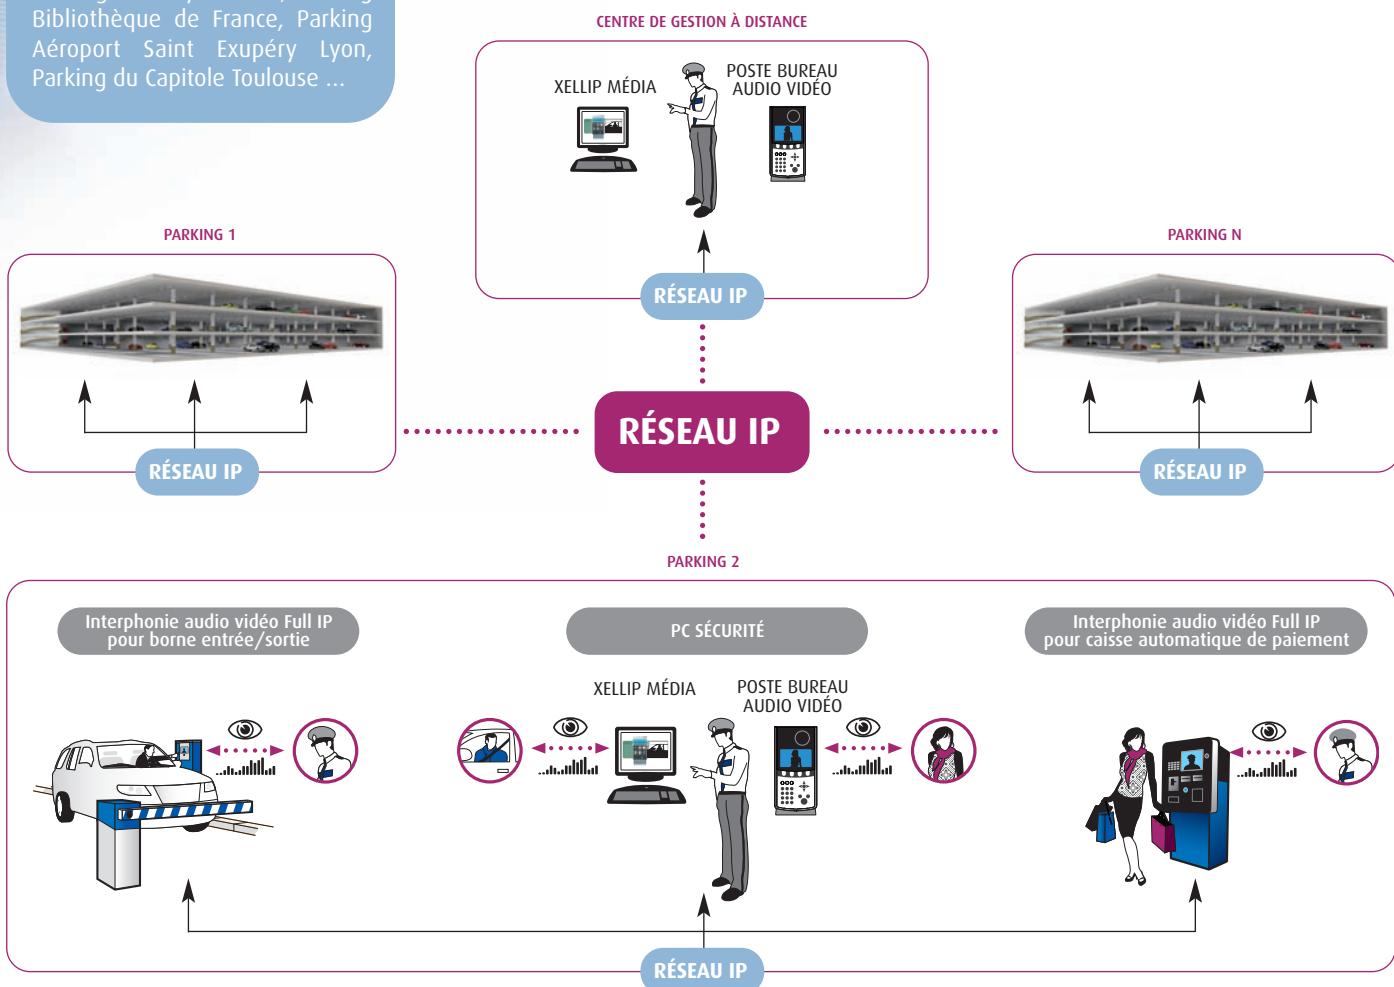 Bibliothèque de France, Parking
Aéroport Saint Exupéry Lyon,
Parking du Capitole Toulouse ...
CENTRE DE GESTION À DISTANCE
XELLIP MÉDIA
POSTE BUREAU
AUDIO VIDÉO
RÉSEAU IP
PARKING 1
RÉSEAU IP
PARKING N
RÉSEAU IP
RÉSEAU IP
PARKING 2
Interphonie audio vidéo Full IP
pour borne entrée/sortie
PC SÉCURITÉ
Interphonie audio vidéo Full IP
pour caisse automatique de paiement
XELLIP MÉDIA
POSTE BUREAU
AUDIO VIDÉO
RÉSEAU IP